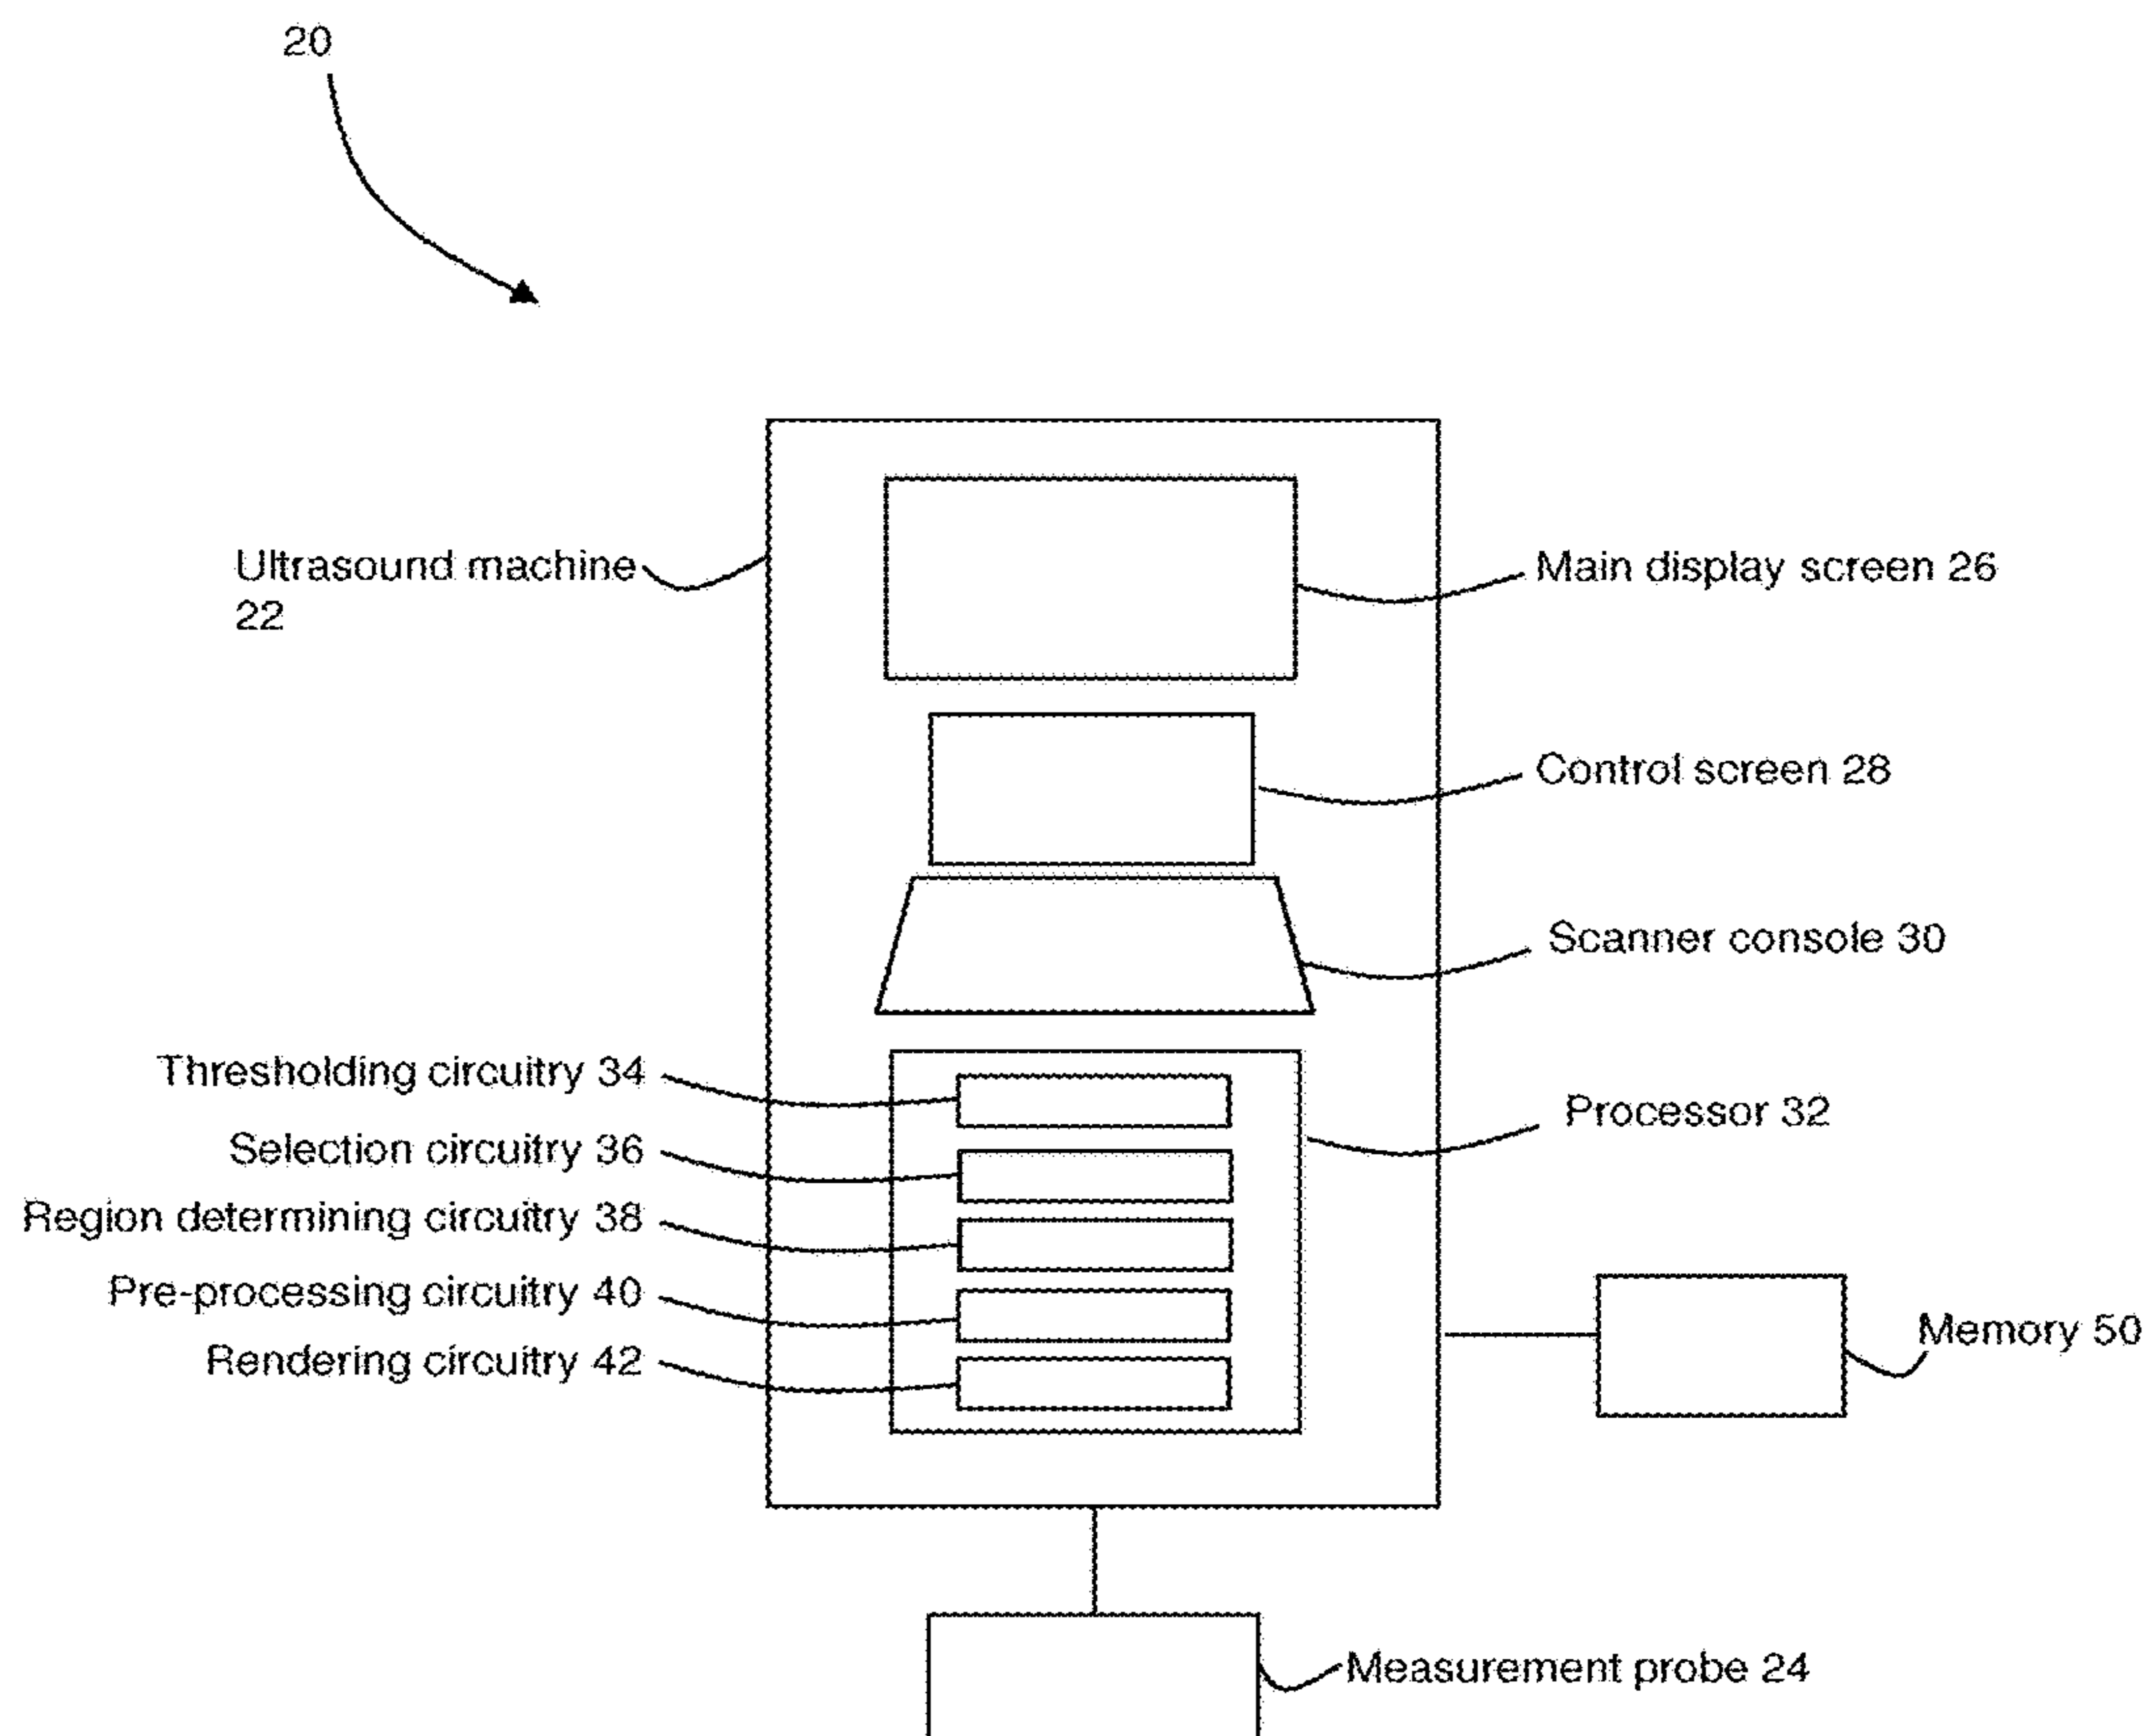 20
Ultrasound machine
22
Main display screen 26
Control screen 28
Scanner console 30
Thresholding circuitry 34
Processor 32
Selection circuitry 36
Region determining circuitry 38
Pre-processing circuitry 40
Memory 50
Rendering circuitry 42
Measurement probe 24